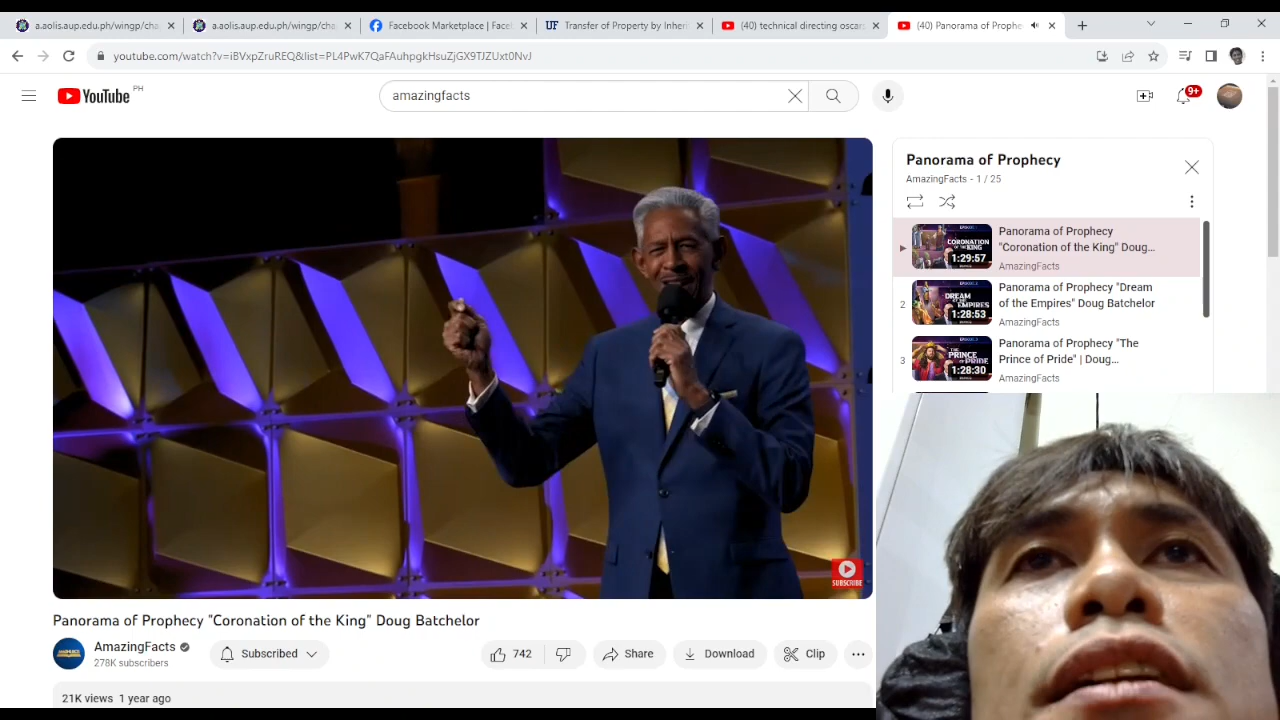 a.aolis.aup.edu.ph/wingp/cha
a.aolis.aup.edu.ph/wingp/cha
Facebook Marketplace | Faceb
UF Transfer of Property by Inheri
(40) technical directing oscars
(40) Panorama of Prophe
youtube.com/watch?v=iBVxpZruREQ&list=PL4PwK7QaFAuhpgkHsuZjGX9TJZUxt0NvJ
YouTube PH
amazingfacts
9+
Panorama of Prophecy
AmazingFacts - 1 / 25
CORONATION
OF THE KING
1:29:57
Panorama of Prophecy
"Coronation of the King" Doug...
AmazingFacts
2
DREAM
OF THE
EMPIRES
1:28:53
Panorama of Prophecy "Dream
of the Empires" Doug Batchelor
AmazingFacts
3
THE
PRINCE
OF PRIDE
1:28:30
Panorama of Prophecy "The
Prince of Pride" | Doug...
AmazingFacts
SUBSCRIBE
Panorama of Prophecy "Coronation of the King" Doug Batchelor
AmazingFacts
278K subscribers
Subscribed
742
Share
Download
Clip
21K views 1 year ago